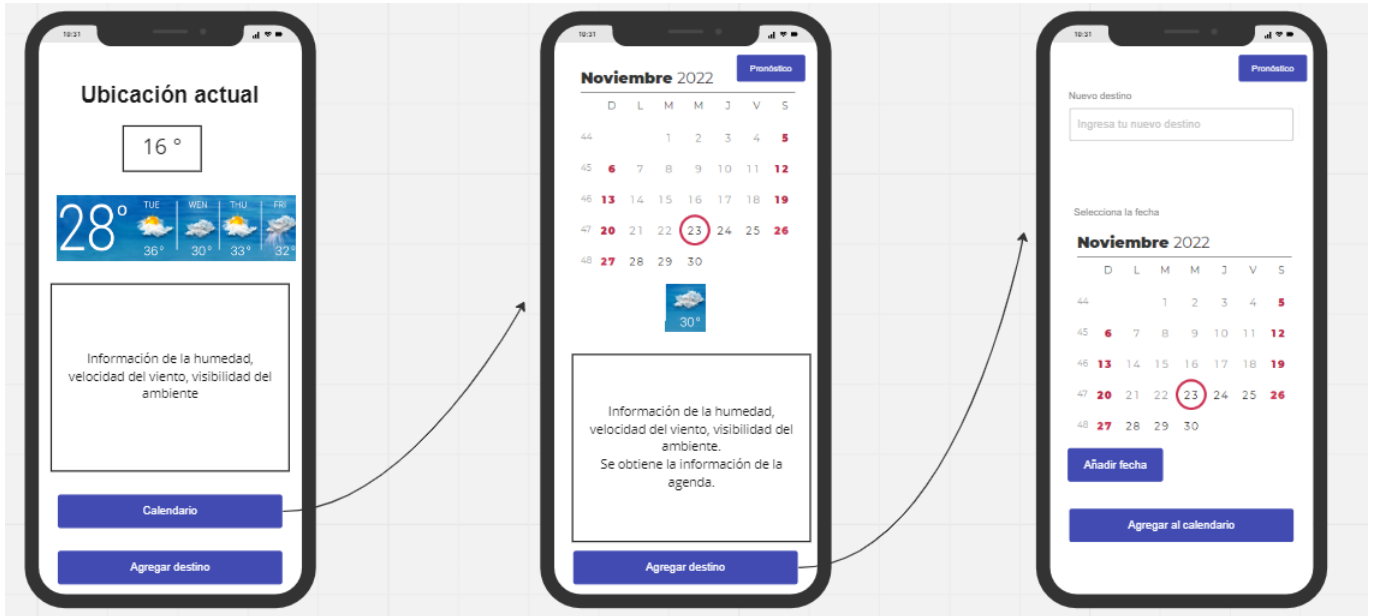 10:31
Ubicación actual
16 °
28°
TUE WEN THU FRI
36° 30° 33° 32°
Información de la humedad,
velocidad del viento, visibilidad del
ambiente
Calendario
Agregar destino
10:31
Pronóstico
Noviembre 2022
D L M M J V S
44 1 2 3 4 5
45 6 7 8 9 10 11 12
46 13 14 15 16 17 18 19
47 20 21 22 23 24 25 26
48 27 28 29 30
30°
Información de la humedad,
velocidad del viento, visibilidad del
ambiente.
Se obtiene la información de la
agenda.
Agregar destino
10:31
Pronóstico
Nuevo destino
Ingresa tu nuevo destino
Selecciona la fecha
Noviembre 2022
D L M M J V S
44 1 2 3 4 5
45 6 7 8 9 10 11 12
46 13 14 15 16 17 18 19
47 20 21 22 23 24 25 26
48 27 28 29 30
Añadir fecha
Agregar al calendario